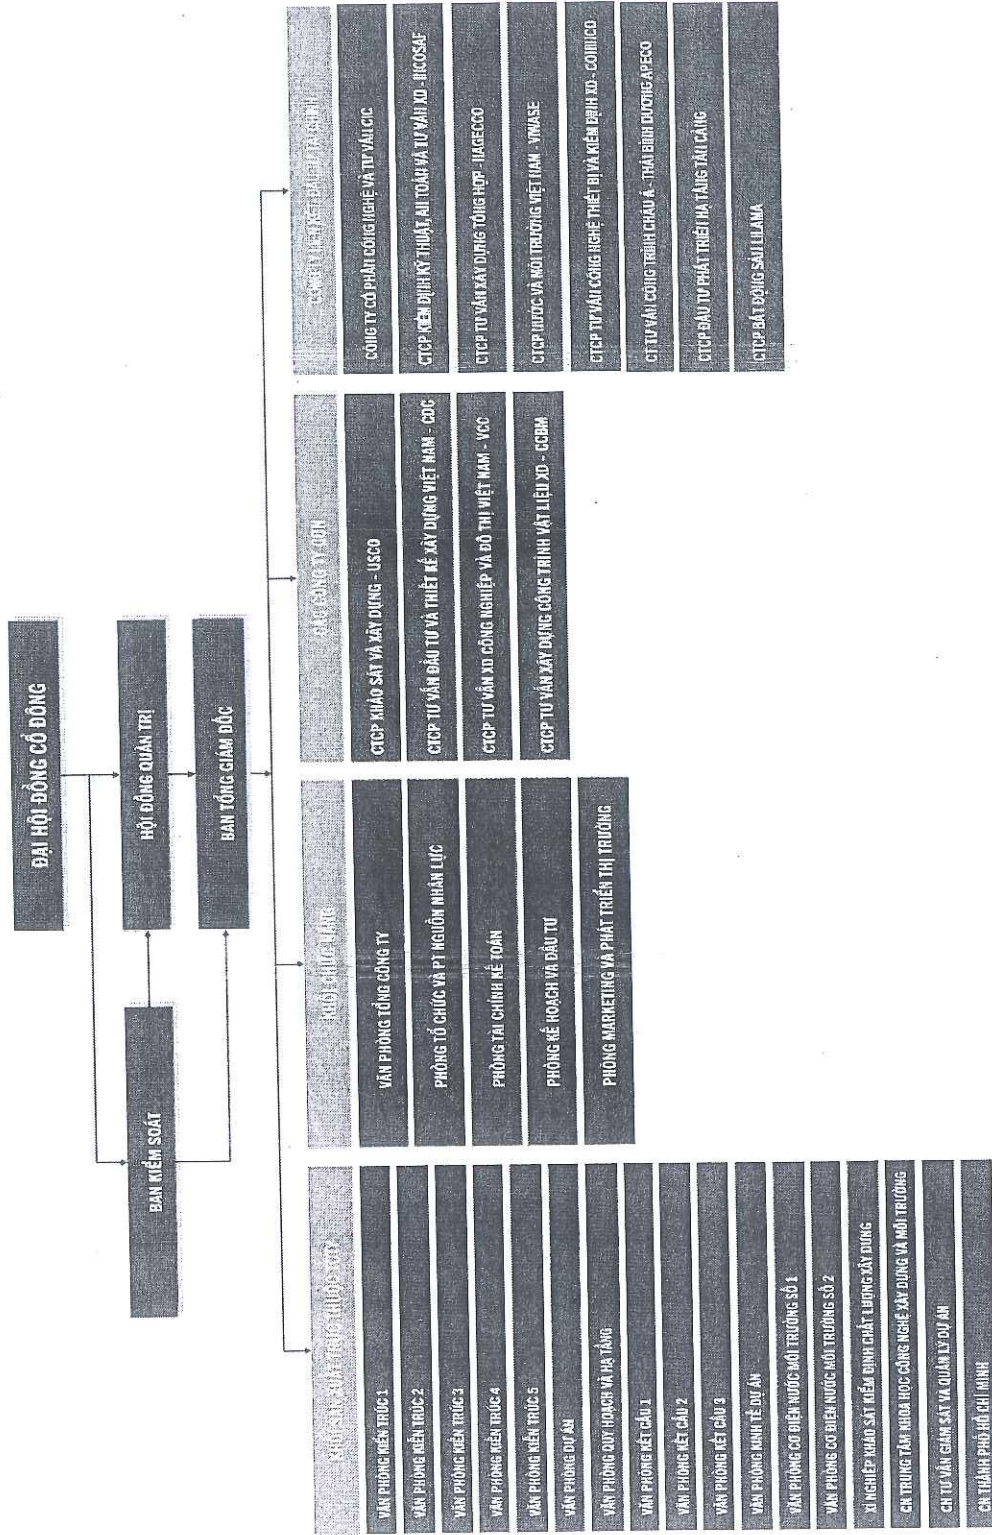 ĐẠI HỘI ĐỒNG CỔ ĐÔNG
BAN KIỂM SOÁT
HỘI ĐỒNG QUẢN TRỊ
BAN TỔNG GIÁM ĐỐC
VĂN PHÒNG KIẾN TRÚC 1
VĂN PHÒNG KIẾN TRÚC 2
VĂN PHÒNG KIẾN TRÚC 3
VĂN PHÒNG KIẾN TRÚC 4
VĂN PHÒNG KIẾN TRÚC 5
VĂN PHÒNG DỰ ÁN
VĂN PHÒNG QUY HOẠCH VÀ HẠ TẦNG
VĂN PHÒNG KẾT CẤU 1
VĂN PHÒNG KẾT CẤU 2
VĂN PHÒNG KẾT CẤU 3
VĂN PHÒNG KINH TẾ DỰ ÁN
VĂN PHÒNG CƠ ĐIỆN NƯỚC MÔI TRƯỜNG SỐ 1
VĂN PHÒNG CƠ ĐIỆN NƯỚC MÔI TRƯỜNG SỐ 2
XÍ NGHIỆP KHẢO SÁT KIỂM ĐỊNH CHẤT LƯỢNG XÂY DỰNG
CN TRUNG TÂM KHOA HỌC CÔNG NGHỆ XÂY DỰNG VÀ MÔI TRƯỜNG
CN TƯ VẤN GIÁM SÁT VÀ QUẢN LÝ DỰ ÁN
CN THÀNH PHỐ HỒ CHÍ MINH
KHỐI CHỨC NĂNG
VĂN PHÒNG TỔNG CÔNG TY
PHÒNG TỔ CHỨC VÀ PT NGUỒN NHÂN LỰC
PHÒNG TÀI CHÍNH KẾ TOÁN
PHÒNG KẾ HOẠCH VÀ ĐẦU TƯ
PHÒNG MARKETING VÀ PHÁT TRIỂN THỊ TRƯỜNG
CÔNG TY CON
CTCP KHẢO SÁT VÀ XÂY DỰNG - USCO
CTCP TƯ VẤN ĐẦU TƯ VÀ THIẾT KẾ XÂY DỰNG VIỆT NAM - CDC
CTCP TƯ VẤN XD CÔNG NGHIỆP VÀ ĐÔ THỊ VIỆT NAM - VCC
CTCP TƯ VẤN XÂY DỰNG CÔNG TRÌNH VẬT LIỆU XD - CCBM
CÔNG TY LIÊN KẾT, ĐẦU TƯ TÀI CHÍNH
CÔNG TY CỔ PHẦN CÔNG NGHỆ VÀ TƯ VẤN CIC
CTCP KIỂM ĐỊNH KỸ THUẬT, AN TOÀN VÀ TƯ VẤN XD - INCOSAF
CTCP TƯ VẤN XÂY DỰNG TỔNG HỢP - NAGECCO
CTCP NƯỚC VÀ MÔI TRƯỜNG VIỆT NAM - VIWASE
CTCP TƯ VẤN CÔNG NGHỆ THIẾT BỊ VÀ KIỂM ĐỊNH XD - CONINCO
CT TƯ VẤN CÔNG TRÌNH CHÂU Á - THÁI BÌNH DƯƠNG APECO
CTCP ĐẦU TƯ PHÁT TRIỂN HẠ TẦNG TÂN CẢNG
CTCP BẤT ĐỘNG SẢN LILAMA